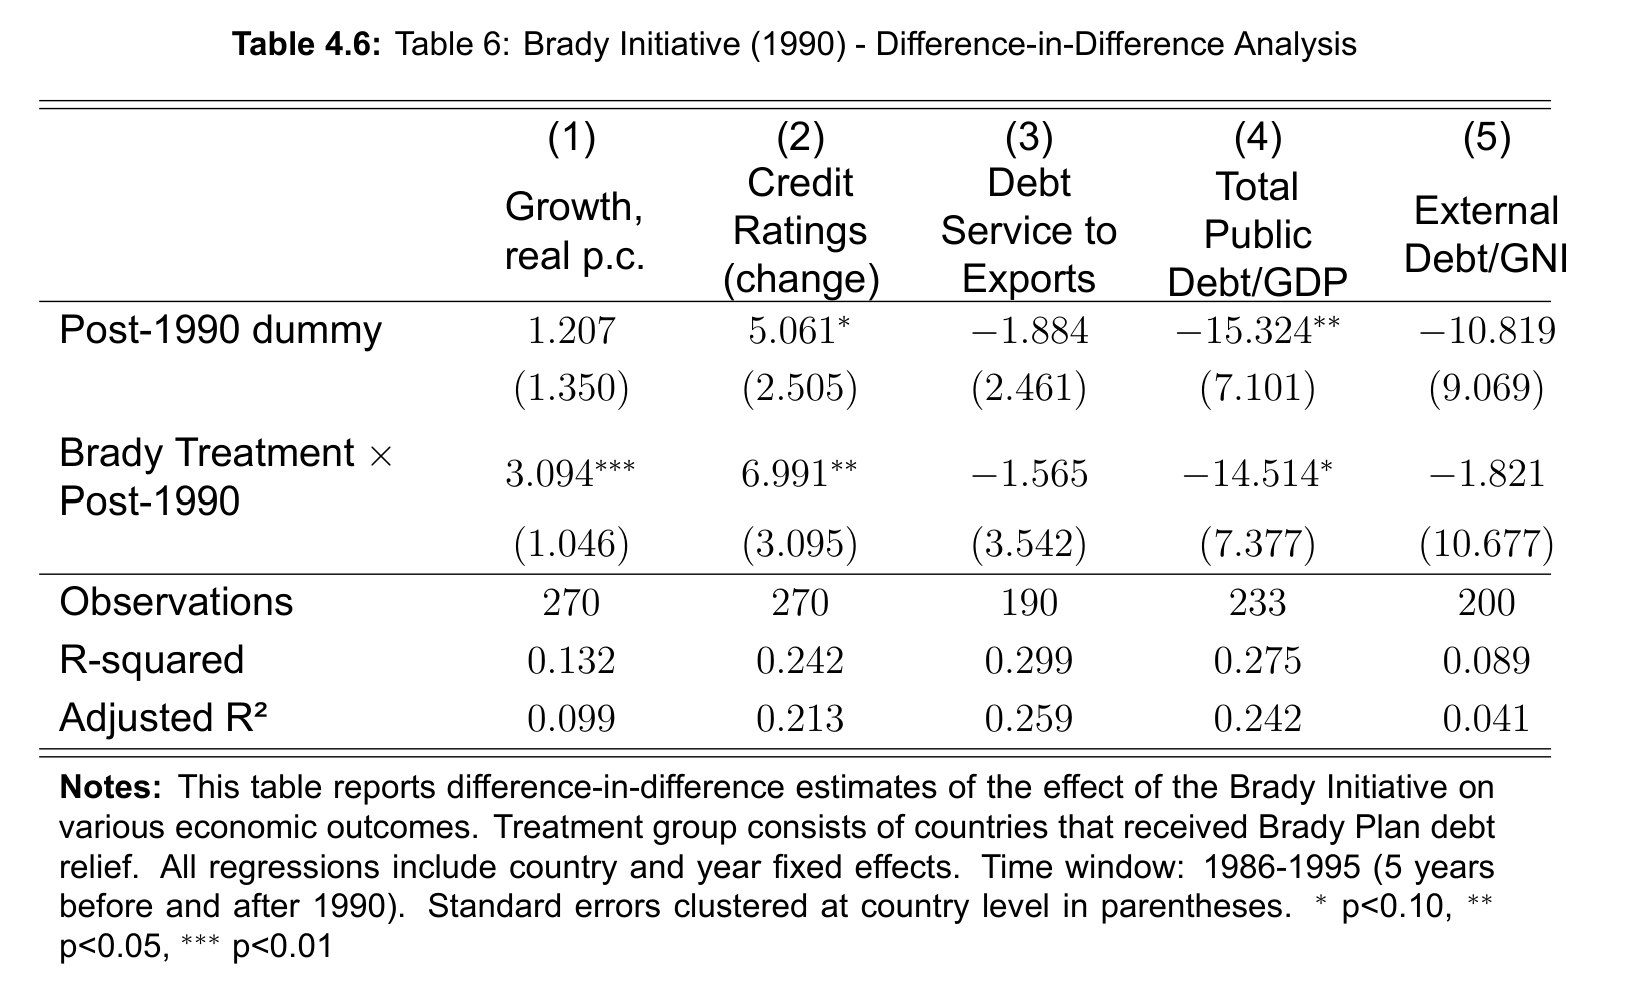 Table 4.6: Table 6: Brady Initiative (1990) - Difference-in-Difference Analysis
(1) (2) (3) (4) (5)
Growth, real p.c. Credit Ratings (change) Debt Service to Exports Total Public Debt/GDP External Debt/GNI
Post-1990 dummy 1.207 5.061* −1.884 −15.324** −10.819
(1.350) (2.505) (2.461) (7.101) (9.069)
Brady Treatment × Post-1990 3.094*** 6.991** −1.565 −14.514* −1.821
(1.046) (3.095) (3.542) (7.377) (10.677)
Observations 270 270 190 233 200
R-squared 0.132 0.242 0.299 0.275 0.089
Adjusted R² 0.099 0.213 0.259 0.242 0.041
Notes: This table reports difference-in-difference estimates of the effect of the Brady Initiative on
various economic outcomes. Treatment group consists of countries that received Brady Plan debt
relief. All regressions include country and year fixed effects. Time window: 1986-1995 (5 years
before and after 1990). Standard errors clustered at country level in parentheses. * p<0.10, **
p<0.05, *** p<0.01